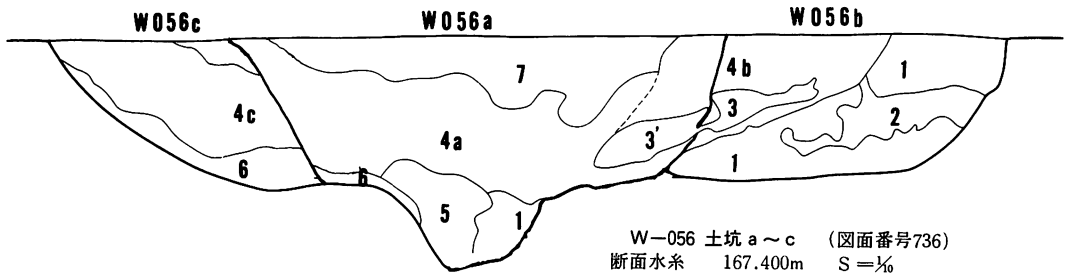 W056c W056a W056b
7 4b 1
3 2
4c 4a 3'
6 6 1
5 1
W−056 土坑 a～c （図面番号736）
断面水糸 167.400m S＝1/10